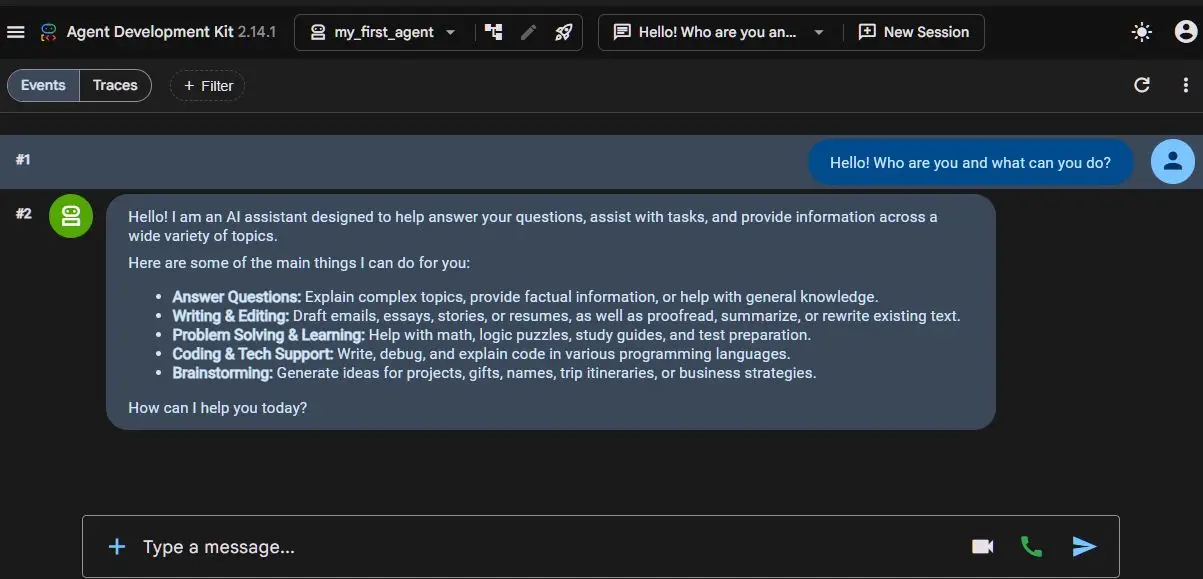 Agent Development Kit 2.14.1 my_first_agent Hello! Who are you an... New Session
Events Traces + Filter
#1 Hello! Who are you and what can you do?
#2 Hello! I am an AI assistant designed to help answer your questions, assist with tasks, and provide information across a
wide variety of topics.
Here are some of the main things I can do for you:
• Answer Questions: Explain complex topics, provide factual information, or help with general knowledge.
• Writing & Editing: Draft emails, essays, stories, or resumes, as well as proofread, summarize, or rewrite existing text.
• Problem Solving & Learning: Help with math, logic puzzles, study guides, and test preparation.
• Coding & Tech Support: Write, debug, and explain code in various programming languages.
• Brainstorming: Generate ideas for projects, gifts, names, trip itineraries, or business strategies.
How can I help you today?
Type a message...